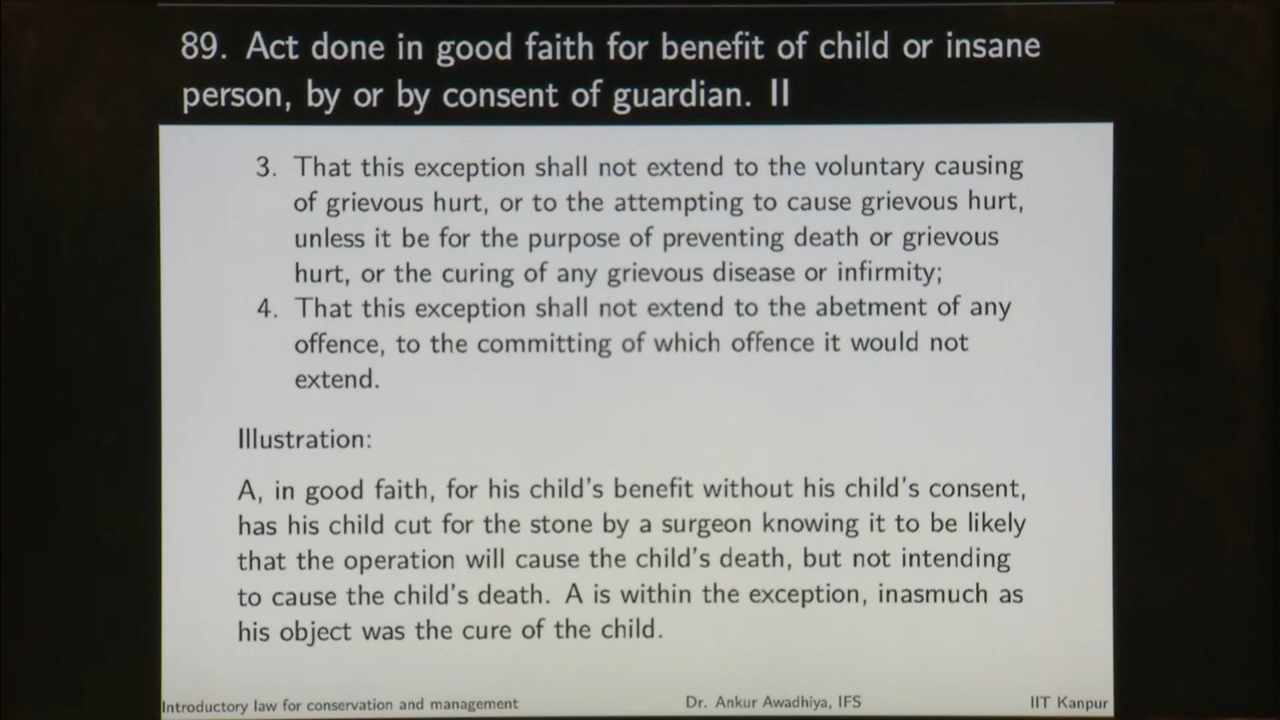 89. Act done in good faith for benefit of child or insane
person, by or by consent of guardian. II
3. That this exception shall not extend to the voluntary causing
of grievous hurt, or to the attempting to cause grievous hurt,
unless it be for the purpose of preventing death or grievous
hurt, or the curing of any grievous disease or infirmity;
4. That this exception shall not extend to the abetment of any
offence, to the committing of which offence it would not
extend.
Illustration:
A, in good faith, for his child's benefit without his child's consent,
has his child cut for the stone by a surgeon knowing it to be likely
that the operation will cause the child's death, but not intending
to cause the child's death. A is within the exception, inasmuch as
his object was the cure of the child.
Introductory law for conservation and management Dr. Ankur Awadhiya, IFS IIT Kanpur